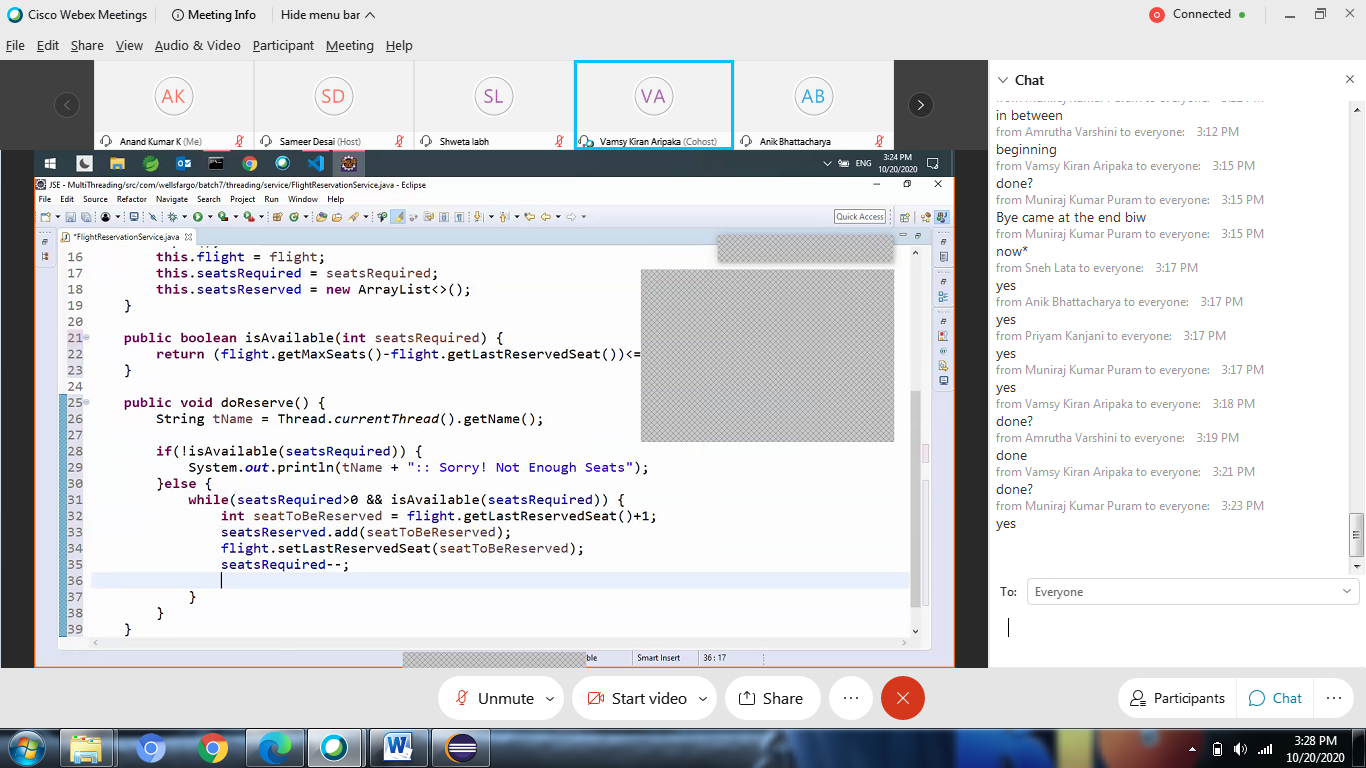 Cisco Webex Meetings
Meeting Info
Hide menu bar
Connected
File Edit Share View Audio & Video Participant Meeting Help
AK
SD
SL
VA
AB
Anand Kumar K (Me)
Sameer Desai (Host)
Shweta labh
Vamsy Kiran Aripaka (Cohost)
Anik Bhattacharya
ENG
3:24 PM
10/20/2020
JSE - MultiThreading/src/com/wellsfargo/batch7/threading/service/FlightReservationService.java - Eclipse
File Edit Source Refactor Navigate Search Project Run Window Help
Quick Access
*FlightReservationService.java
16 this.flight = flight;
17 this.seatsRequired = seatsRequired;
18 this.seatsReserved = new ArrayList<>();
19 }
20
21 public boolean isAvailable(int seatsRequired) {
22 return (flight.getMaxSeats()-flight.getLastReservedSeat())<=
23 }
24
25 public void doReserve() {
26 String tName = Thread.currentThread().getName();
27
28 if(!isAvailable(seatsRequired)) {
29 System.out.println(tName + ":: Sorry! Not Enough Seats");
30 }else {
31 while(seatsRequired>0 && isAvailable(seatsRequired)) {
32 int seatToBeReserved = flight.getLastReservedSeat()+1;
33 seatsReserved.add(seatToBeReserved);
34 flight.setLastReservedSeat(seatToBeReserved);
35 seatsRequired--;
36
37 }
38 }
39 }
Smart Insert
36 : 17
Chat
in between
from Amrutha Varshini to everyone: 3:12 PM
beginning
from Vamsy Kiran Aripaka to everyone: 3:15 PM
done?
from Muniraj Kumar Puram to everyone: 3:15 PM
Bye came at the end biw
from Muniraj Kumar Puram to everyone: 3:15 PM
now*
from Sneh Lata to everyone: 3:17 PM
yes
from Anik Bhattacharya to everyone: 3:17 PM
yes
from Priyam Kanjani to everyone: 3:17 PM
yes
from Muniraj Kumar Puram to everyone: 3:17 PM
yes
from Vamsy Kiran Aripaka to everyone: 3:18 PM
done?
from Amrutha Varshini to everyone: 3:19 PM
done
from Vamsy Kiran Aripaka to everyone: 3:21 PM
done?
from Muniraj Kumar Puram to everyone: 3:23 PM
yes
To: Everyone
Unmute
Start video
Share
Participants
Chat
3:28 PM
10/20/2020